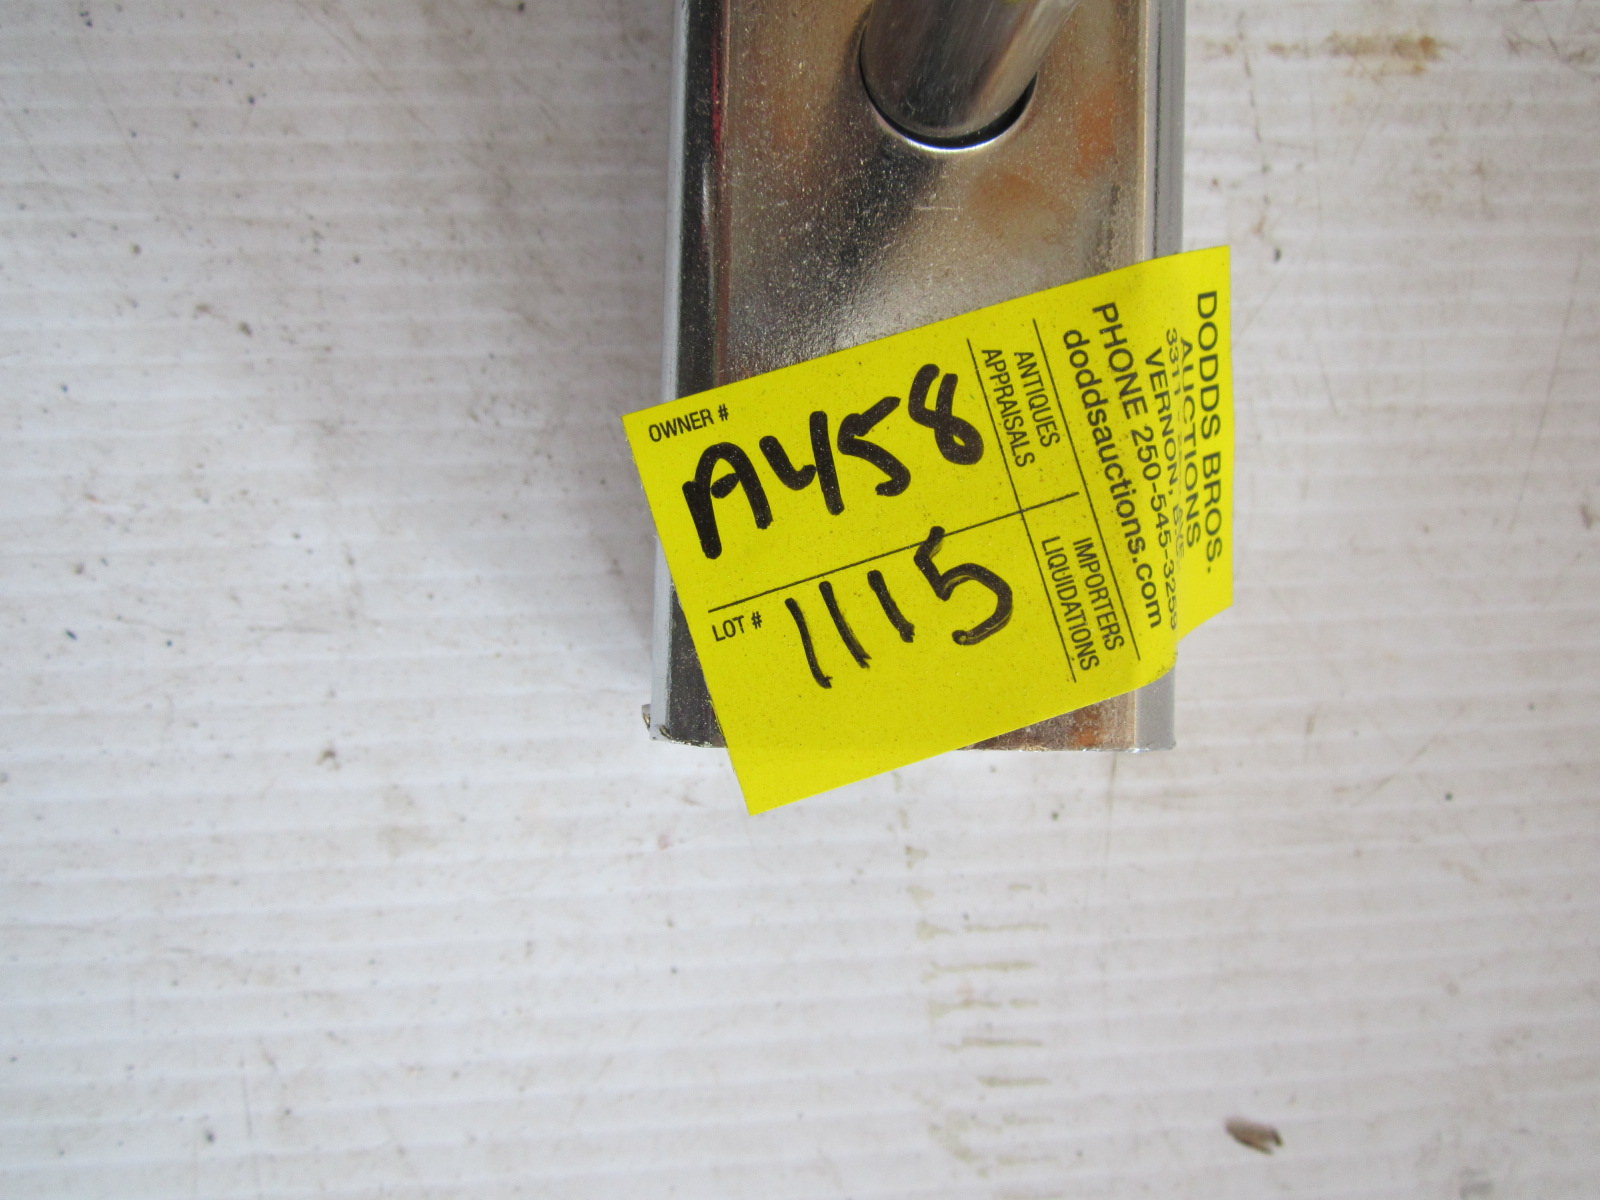 OWNER #
A458
LOT #
1115
ANTIQUES
APPRAISALS
IMPORTERS
LIQUIDATIONS
DODDS BROS.
AUCTIONS
VERNON,
PHONE 250-545-3259
doddsauctions.com